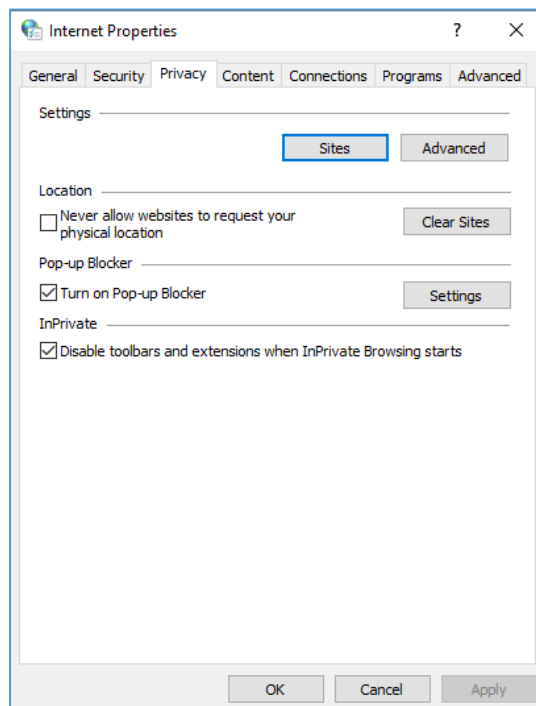 Internet Properties ?
General Security Privacy Content Connections Programs Advanced
Settings
Sites Advanced
Location
Never allow websites to request your
physical location
Clear Sites
Pop-up Blocker
Turn on Pop-up Blocker Settings
InPrivate
Disable toolbars and extensions when InPrivate Browsing starts
OK Cancel Apply